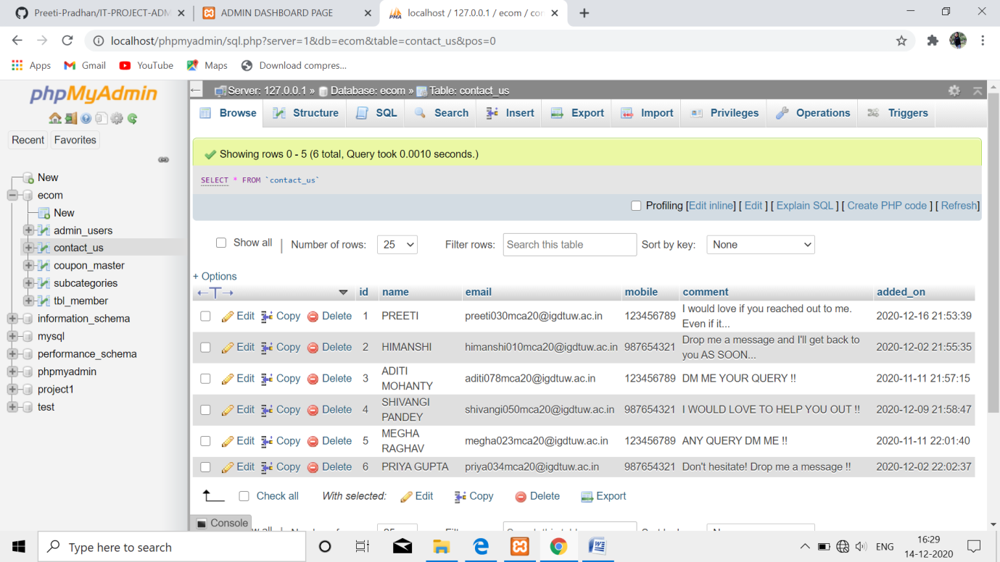 Preeti-Pradhan/IT-PROJECT-ADM
ADMIN DASHBOARD PAGE
localhost / 127.0.0.1 / ecom / con
localhost/phpmyadmin/sql.php?server=1&db=ecom&table=contact_us&pos=0
Apps Gmail YouTube Maps Download compres...
phpMyAdmin
Recent Favorites
New
ecom
New
admin_users
contact_us
coupon_master
subcategories
tbl_member
information_schema
mysql
performance_schema
phpmyadmin
project1
test
Server: 127.0.0.1 » Database: ecom » Table: contact_us
Browse Structure SQL Search Insert Export Import Privileges Operations Triggers
Showing rows 0 - 5 (6 total, Query took 0.0010 seconds.)
SELECT * FROM `contact_us`
Profiling [Edit inline] [ Edit ] [ Explain SQL ] [ Create PHP code ] [ Refresh]
Show all Number of rows: 25 Filter rows: Search this table Sort by key: None
+ Options
←T→ id name email mobile comment added_on
Edit Copy Delete 1 PREETI preeti030mca20@igdtuw.ac.in 123456789 I would love if you reached out to me. 2020-12-16 21:53:39
Even if it...
Edit Copy Delete 2 HIMANSHI himanshi010mca20@igdtuw.ac.in 987654321 Drop me a message and I'll get back to 2020-12-02 21:55:35
you AS SOON...
Edit Copy Delete 3 ADITI aditi078mca20@igdtuw.ac.in 123456789 DM ME YOUR QUERY !! 2020-11-11 21:57:15
MOHANTY
Edit Copy Delete 4 SHIVANGI shivangi050mca20@igdtuw.ac.in 987654321 I WOULD LOVE TO HELP YOU OUT !! 2020-12-09 21:58:47
PANDEY
Edit Copy Delete 5 MEGHA megha023mca20@igdtuw.ac.in 123456789 ANY QUERY DM ME !! 2020-11-11 22:01:40
RAGHAV
Edit Copy Delete 6 PRIYA GUPTA priya034mca20@igdtuw.ac.in 987654321 Don't hesitate! Drop me a message !! 2020-12-02 22:02:37
Check all With selected: Edit Copy Delete Export
Console
Type here to search
ENG
16:29
14-12-2020